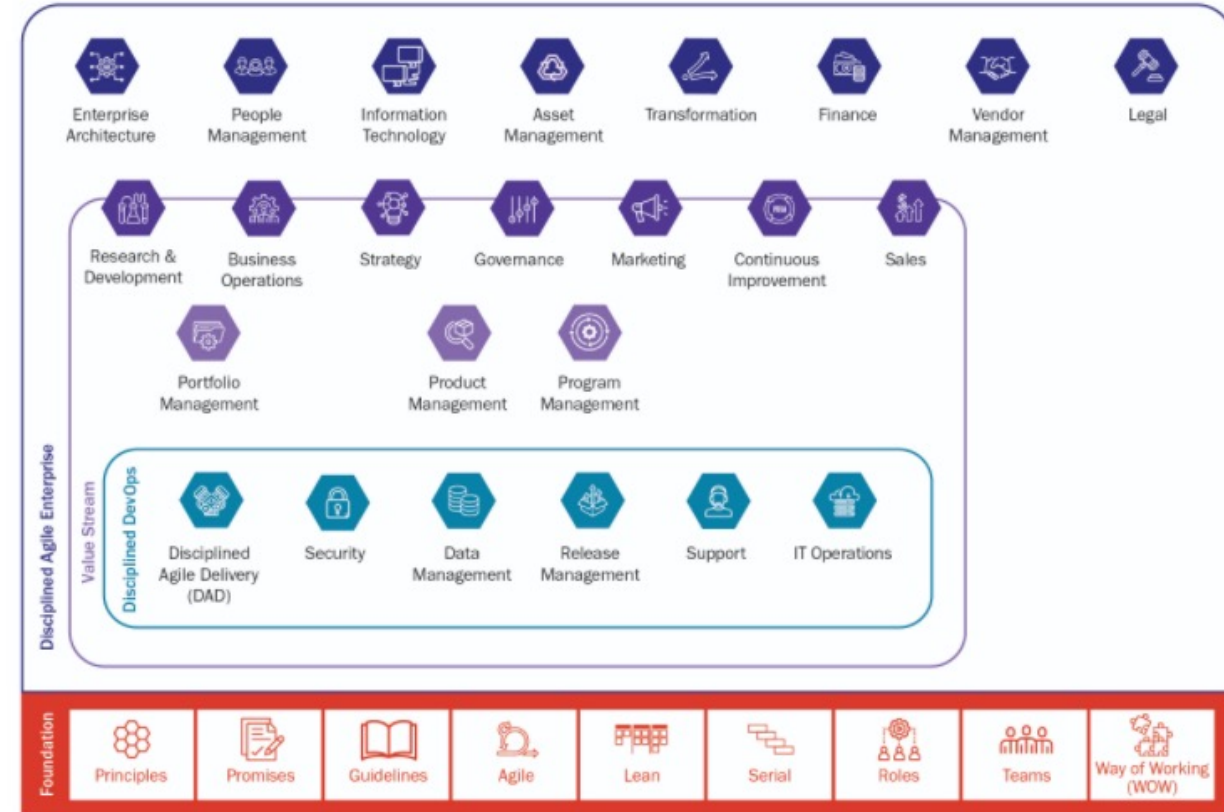 Enterprise
Architecture
People
Management
Information
Technology
Asset
Management
Transformation
Finance
Vendor
Management
Legal
Research &
Development
Business
Operations
Strategy
Governance
Marketing
Continuous
Improvement
Sales
Portfolio
Management
Product
Management
Program
Management
Disciplined
Agile Delivery
(DAD)
Security
Data
Management
Release
Management
Support
IT Operations
Disciplined Agile Enterprise
Value Stream
Disciplined DevOps
Foundation
Principles
Promises
Guidelines
Agile
Lean
Serial
Roles
Teams
Way of Working
(WOW)